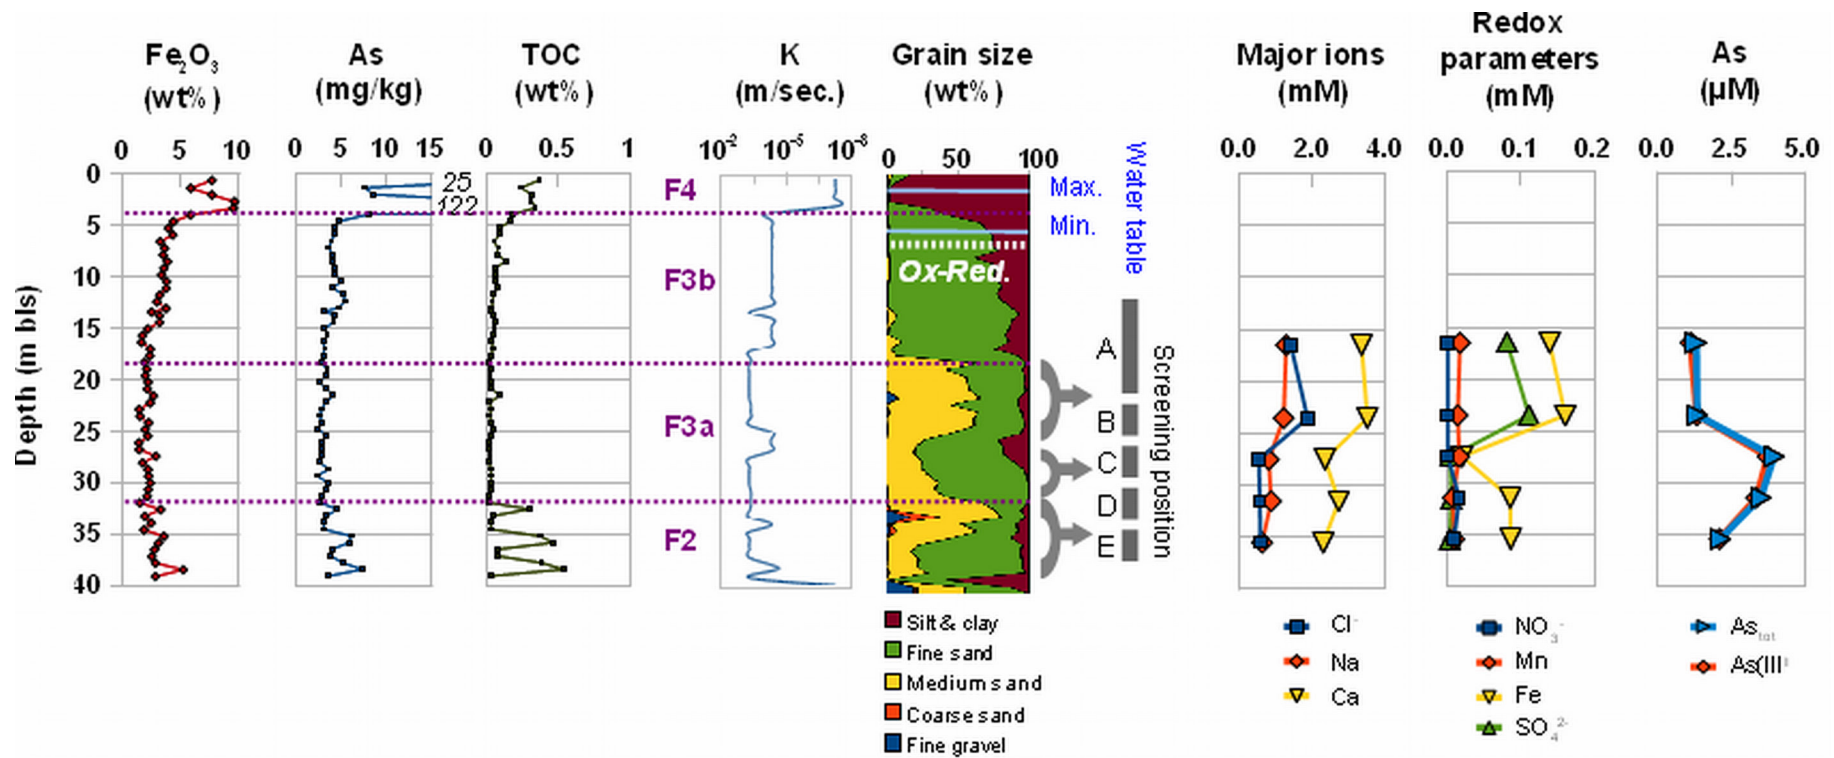 Fe2O3 (wt%)
As (mg/kg)
TOC (wt%)
K (m/sec.)
Grain size (wt%)
Major ions (mM)
Redox parameters (mM)
As (µM)
0 5 10
0 5 10 15
0 0.5 1
10-2 10-5 10-8
0 50 100
0.0 2.0 4.0
0.0 0.1 0.2
0.0 2.5 5.0
Depth (m bls)
0
5
10
15
20
25
30
35
40
25
122
F4
F3b
F3a
F2
Ox-Red.
Max.
Min.
Water table
A
B
C
D
E
Screening position
Silt & clay
Fine sand
Medium sand
Coarse sand
Fine gravel
Cl-
Na
Ca
NO3-
Mn
Fe
SO42-
Astot
As(III)